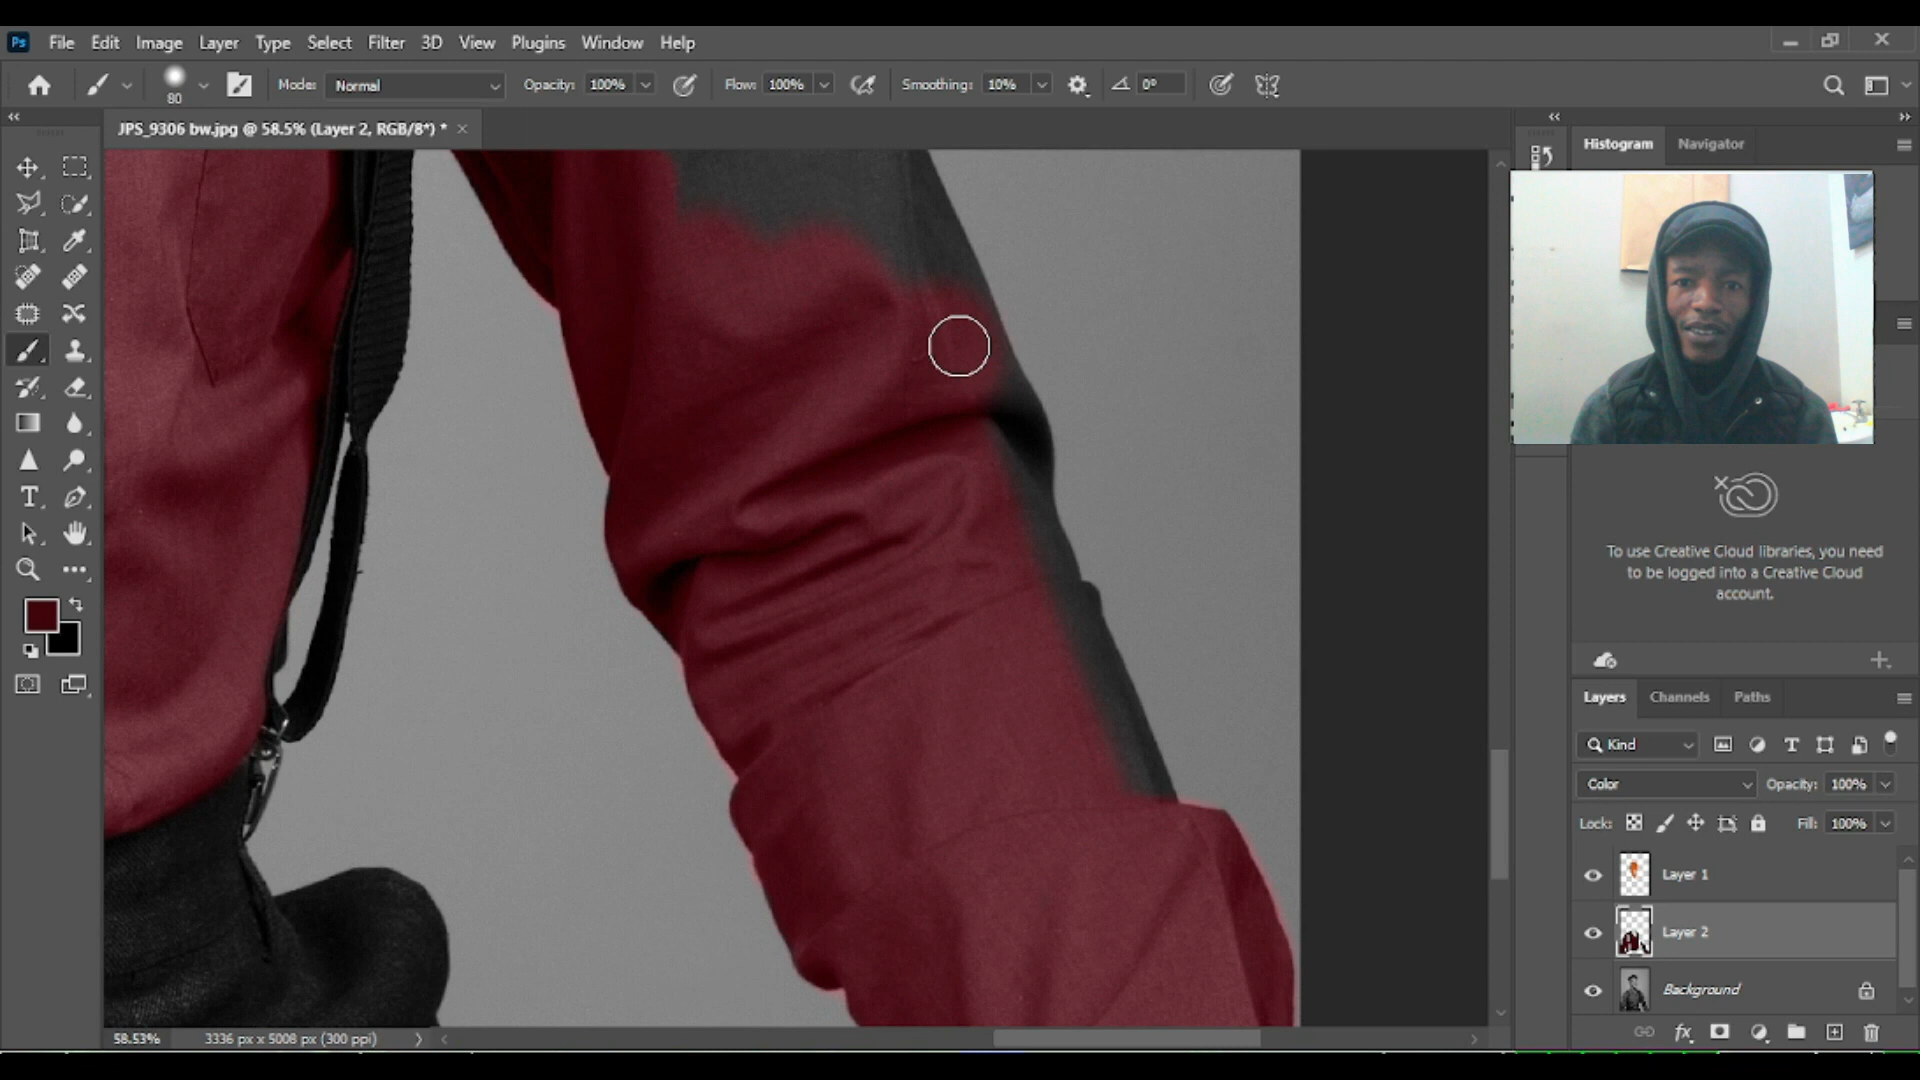 Ps File Edit Image Layer Type Select Filter 3D View Plugins Window Help
80 Mode: Normal Opacity: 100% Flow: 100% Smoothing: 10% 0°
JPS_9306 bw.jpg @ 58.5% (Layer 2, RGB/8*) *
Histogram Navigator
To use Creative Cloud libraries, you need
to be logged into a Creative Cloud
account.
Layers Channels Paths
Kind
Color Opacity: 100%
Lock: Fill: 100%
Layer 1
Layer 2
Background
fx
58.53% 3336 px x 5008 px (300 ppi)